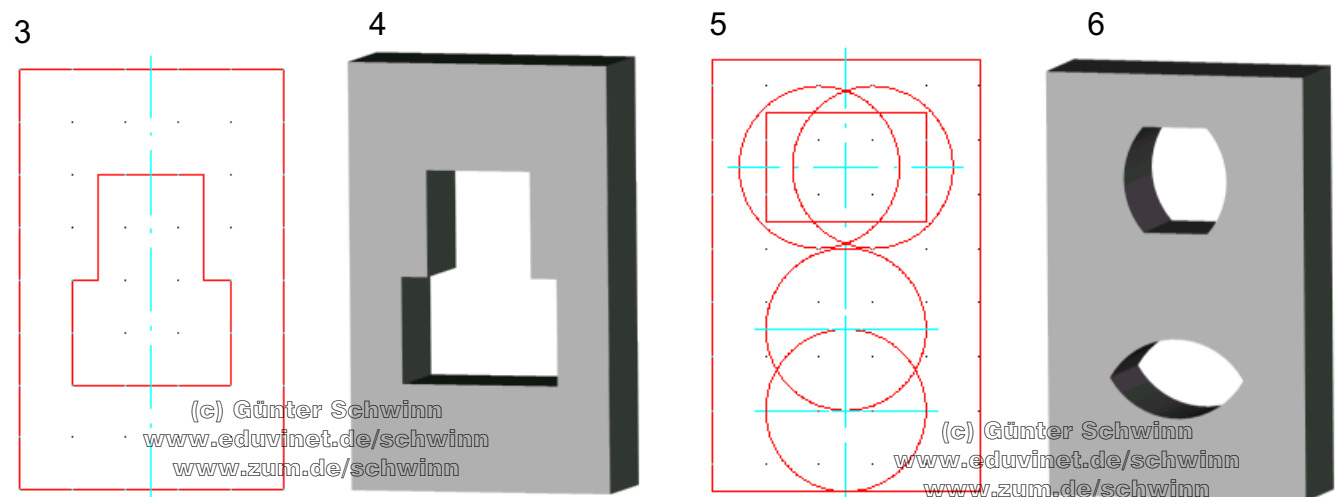 3
4
5
6
(c) Günter Schwinn
www.eduvinet.de/schwinn
www.zum.de/schwinn
(c) Günter Schwinn
www.eduvinet.de/schwinn
www.zum.de/schwinn